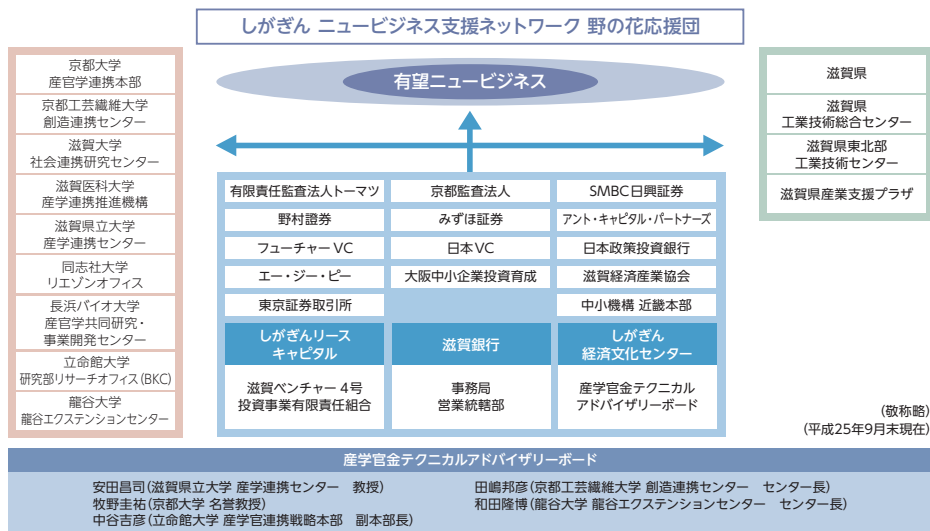 しがぎん ニュービジネス支援ネットワーク 野の花応援団
京都大学
産官学連携本部
京都工芸繊維大学
創造連携センター
滋賀大学
社会連携研究センター
滋賀医科大学
産学連携推進機構
滋賀県立大学
産学連携センター
同志社大学
リエゾンオフィス
長浜バイオ大学
産官学共同研究・
事業開発センター
立命館大学
研究部リサーチオフィス(BKC)
龍谷大学
龍谷エクステンションセンター
有望ニュービジネス
有限責任監査法人トーマツ
京都監査法人
SMBC日興証券
野村證券
みずほ証券
アント・キャピタル・パートナーズ
フューチャーVC
日本VC
日本政策投資銀行
エー・ジー・ピー
大阪中小企業投資育成
滋賀経済産業協会
東京証券取引所
中小機構 近畿本部
しがぎんリース
キャピタル
滋賀銀行
しがぎん
経済文化センター
滋賀ベンチャー4号
投資事業有限責任組合
事務局
営業統轄部
産学官金テクニカル
アドバイザリーボード
滋賀県
滋賀県
工業技術総合センター
滋賀県東北部
工業技術センター
滋賀県産業支援プラザ
(敬称略)
(平成25年9月末現在)
産学官金テクニカルアドバイザリーボード
安田昌司(滋賀県立大学 産学連携センター 教授)
牧野圭祐(京都大学 名誉教授)
中谷吉彦(立命館大学 産学官連携戦略本部 副本部長)
田嶋邦彦(京都工芸繊維大学 創造連携センター センター長)
和田隆博(龍谷大学 龍谷エクステンションセンター センター長)